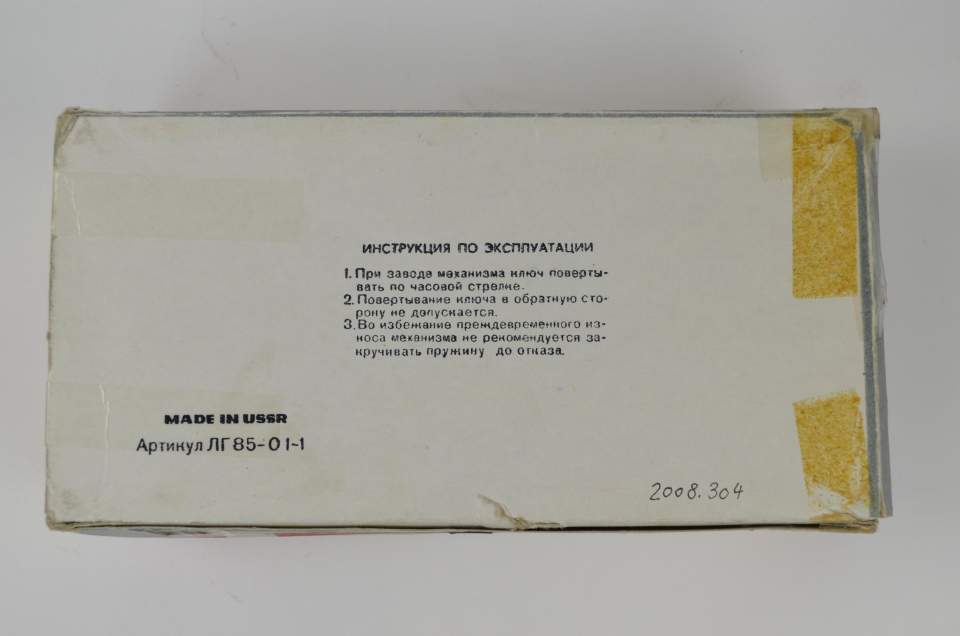 ИНСТРУКЦИЯ ПО ЭКСПЛУАТАЦИИ
1. При заводе механизма ключ поверты-
вать по часовой стрелке.
2. Повертывание ключа в обратную сто-
рону не допускается.
3. Во избежание преждевременного из-
носа механизма не рекомендуется за-
кручивать пружину до отказа.
MADE IN USSR
Артикул ЛГ 85-01-1
2008.304